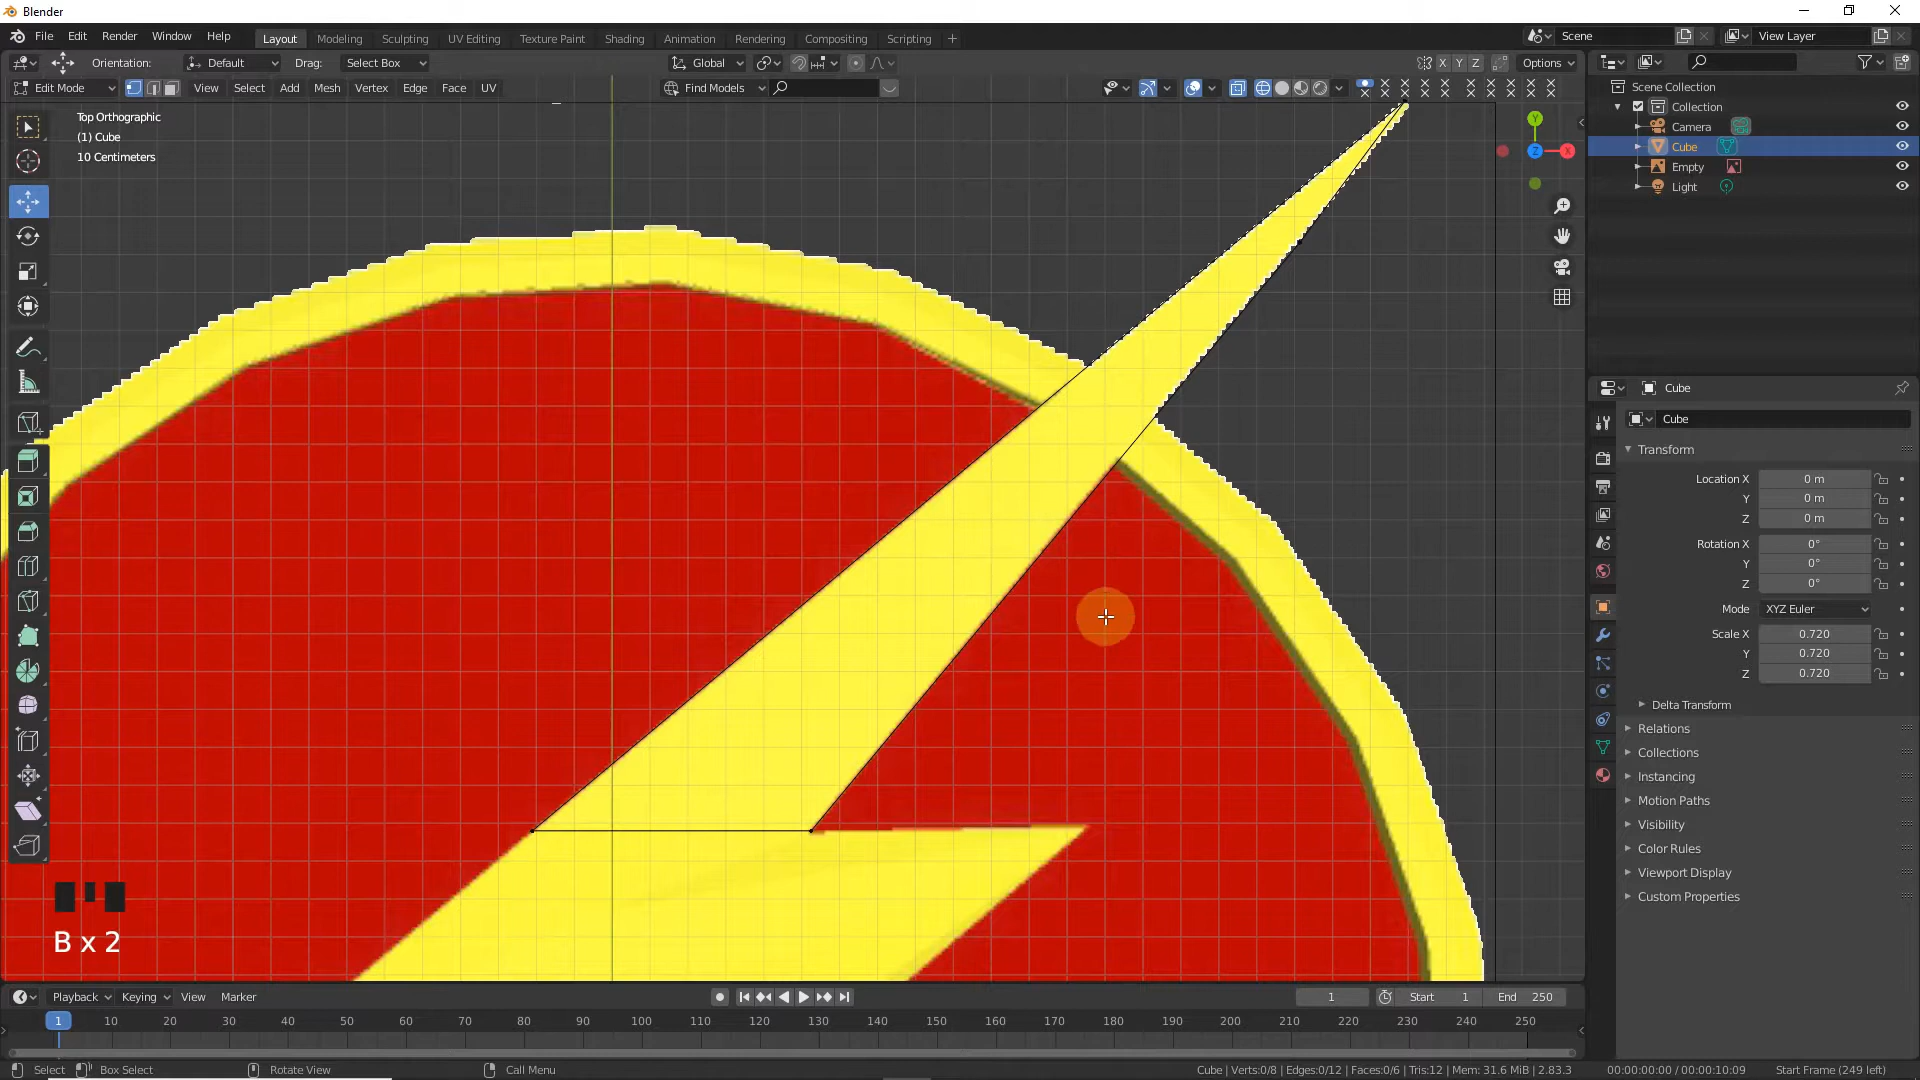 Blender
File Edit Render Window Help
Layout Modeling Sculpting UV Editing Texture Paint Shading Animation Rendering Compositing Scripting +
Scene
View Layer
Orientation: Default Drag: Select Box
Global
X Y Z Options
Edit Mode View Select Add Mesh Vertex Edge Face UV
Find Models
Top Orthographic
(1) Cube
10 Centimeters
Y
Z
X
Scene Collection
Collection
Camera
Cube
Empty
Light
Cube
Cube
Transform
Location X 0 m
Y 0 m
Z 0 m
Rotation X 0°
Y 0°
Z 0°
Mode XYZ Euler
Scale X 0.720
Y 0.720
Z 0.720
Delta Transform
Relations
Collections
Instancing
Motion Paths
Visibility
Color Rules
Viewport Display
Custom Properties
B x 2
Playback Keying View Marker
1 Start 1 End 250
1 10 20 30 40 50 60 70 80 90 100 110 120 130 140 150 160 170 180 190 200 210 220 230 240 250
Select Box Select Rotate View Call Menu
Cube | Verts:0/8 | Edges:0/12 | Faces:0/6 | Tris:12 | Mem: 31.6 MiB | 2.83.3 00:00:00:00 / 00:00:10:09 Start Frame (249 left)